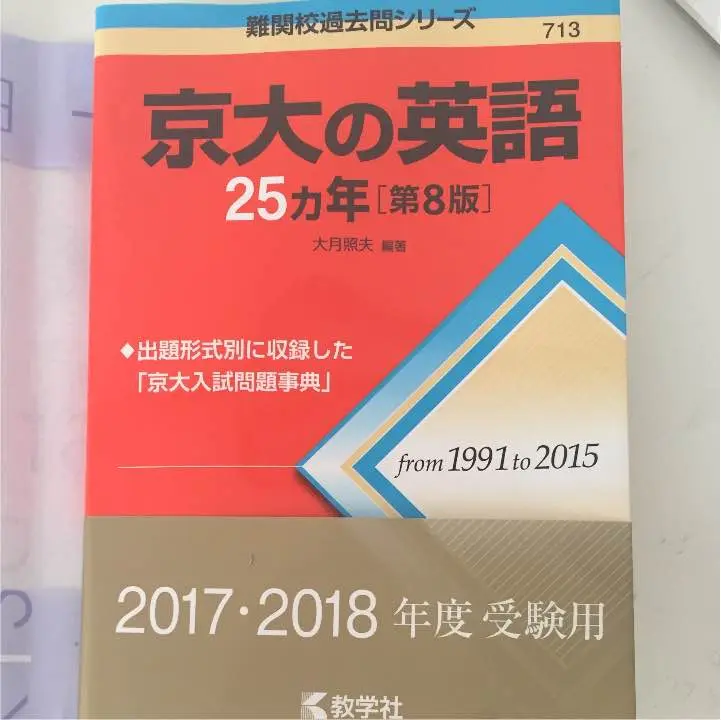 難関校過去問シリーズ
713
京大の英語
25カ年[第8版]
大月照夫 編著
◆出題形式別に収録した
「京大入試問題事典」
from 1991 to 2015
2017・2018 年度 受験用
教学社